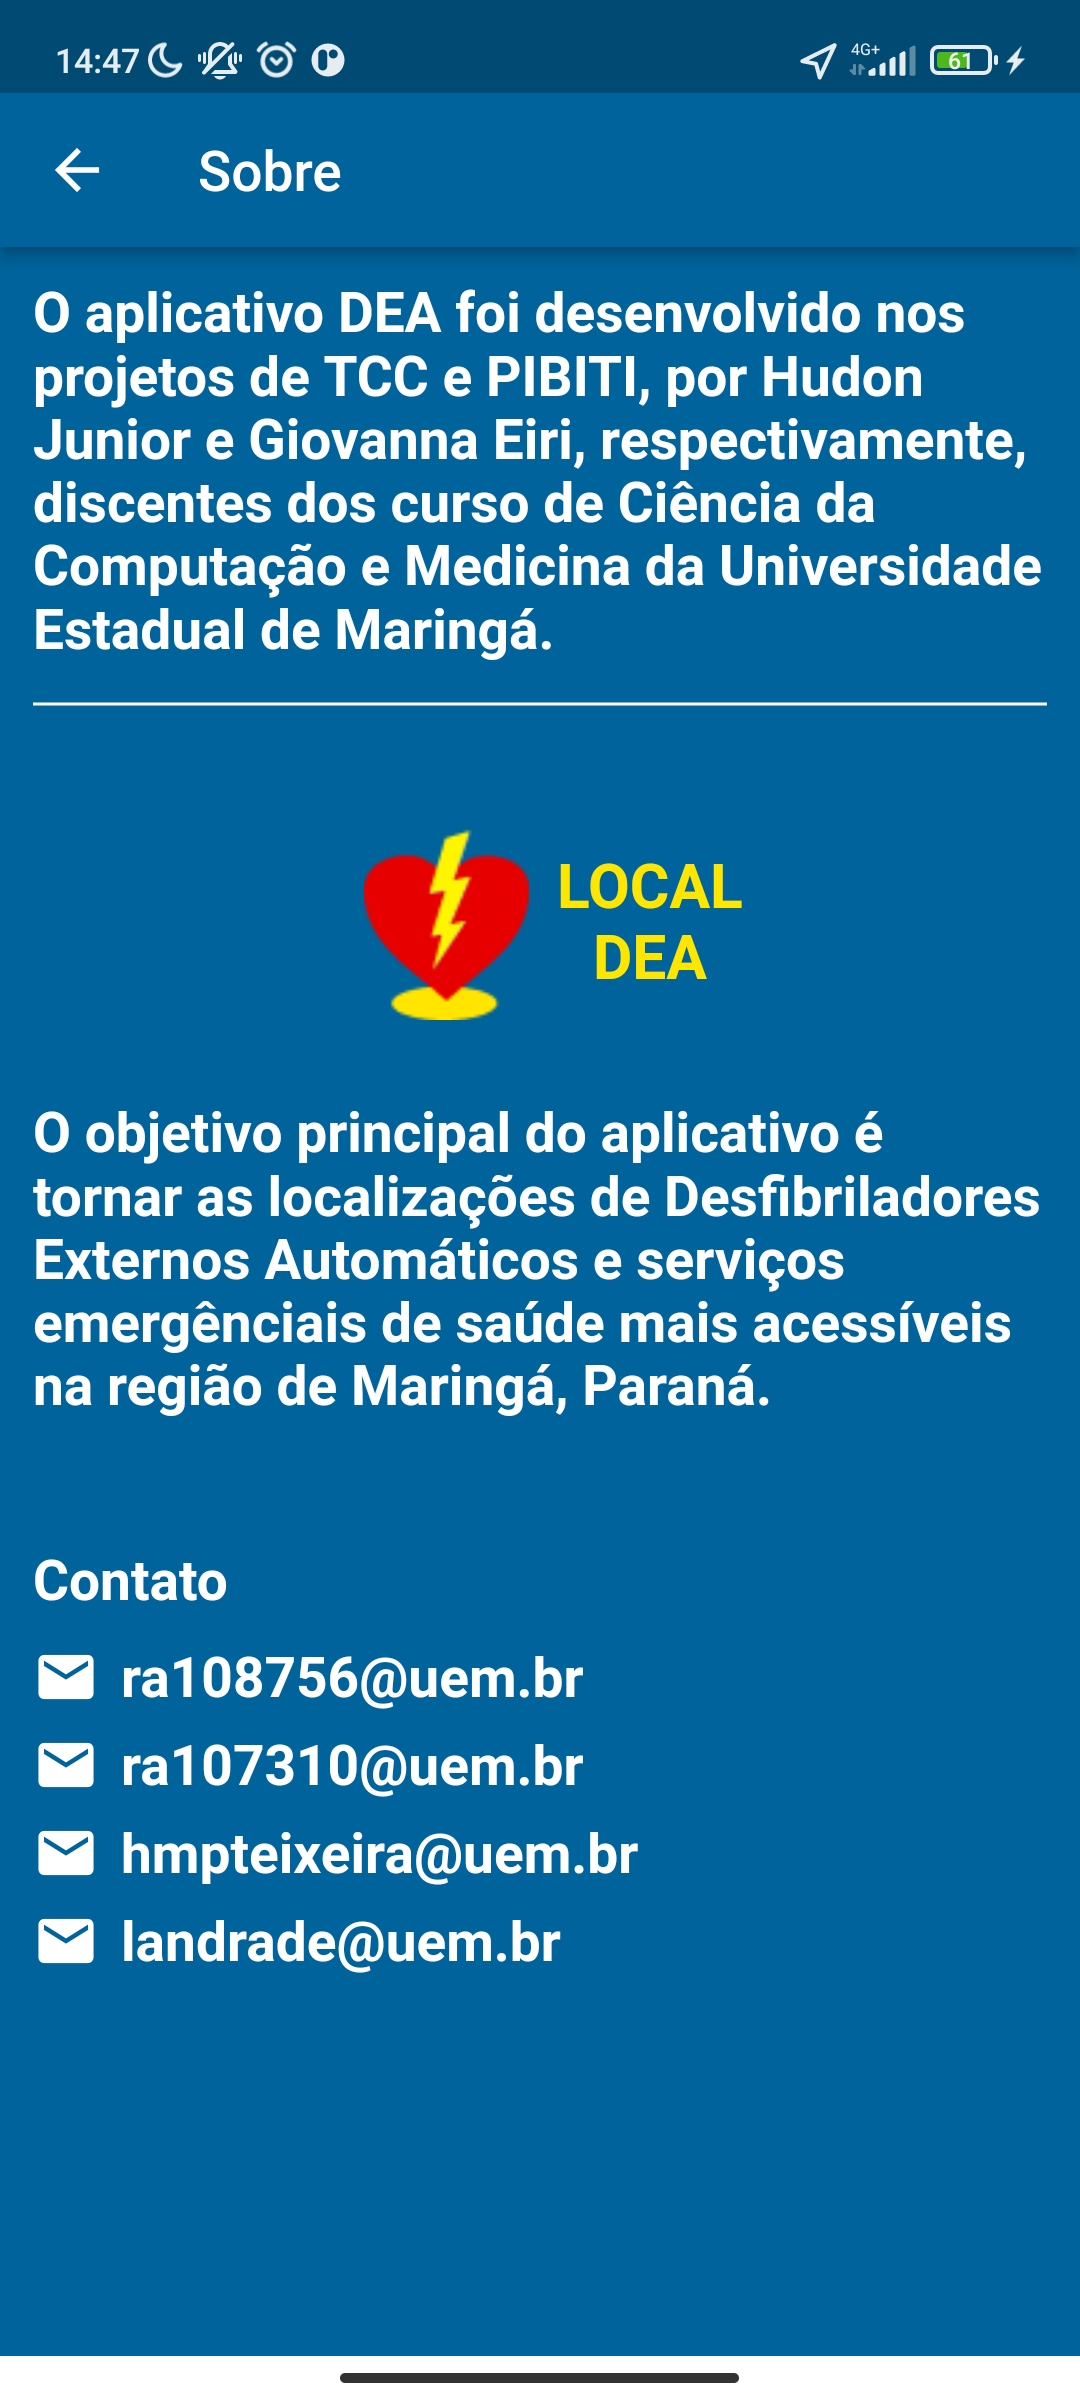 14:47
4G+
61
Sobre
O aplicativo DEA foi desenvolvido nos
projetos de TCC e PIBITI, por Hudon
Junior e Giovanna Eiri, respectivamente,
discentes dos curso de Ciência da
Computação e Medicina da Universidade
Estadual de Maringá.
LOCAL
DEA
O objetivo principal do aplicativo é
tornar as localizações de Desfibriladores
Externos Automáticos e serviços
emergênciais de saúde mais acessíveis
na região de Maringá, Paraná.
Contato
ra108756@uem.br
ra107310@uem.br
hmpteixeira@uem.br
landrade@uem.br